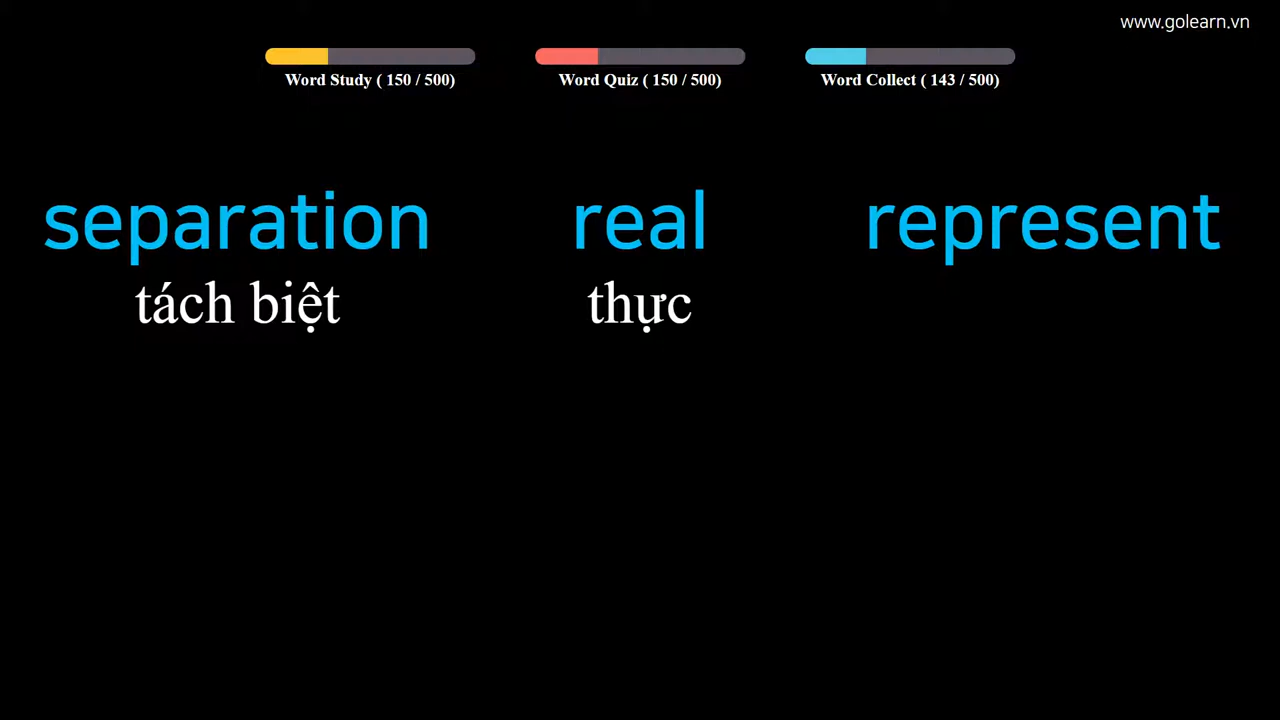 www.golearn.vn
Word Study ( 150 / 500)
Word Quiz ( 150 / 500)
Word Collect ( 143 / 500)
separation
tách biệt
real
thực
represent